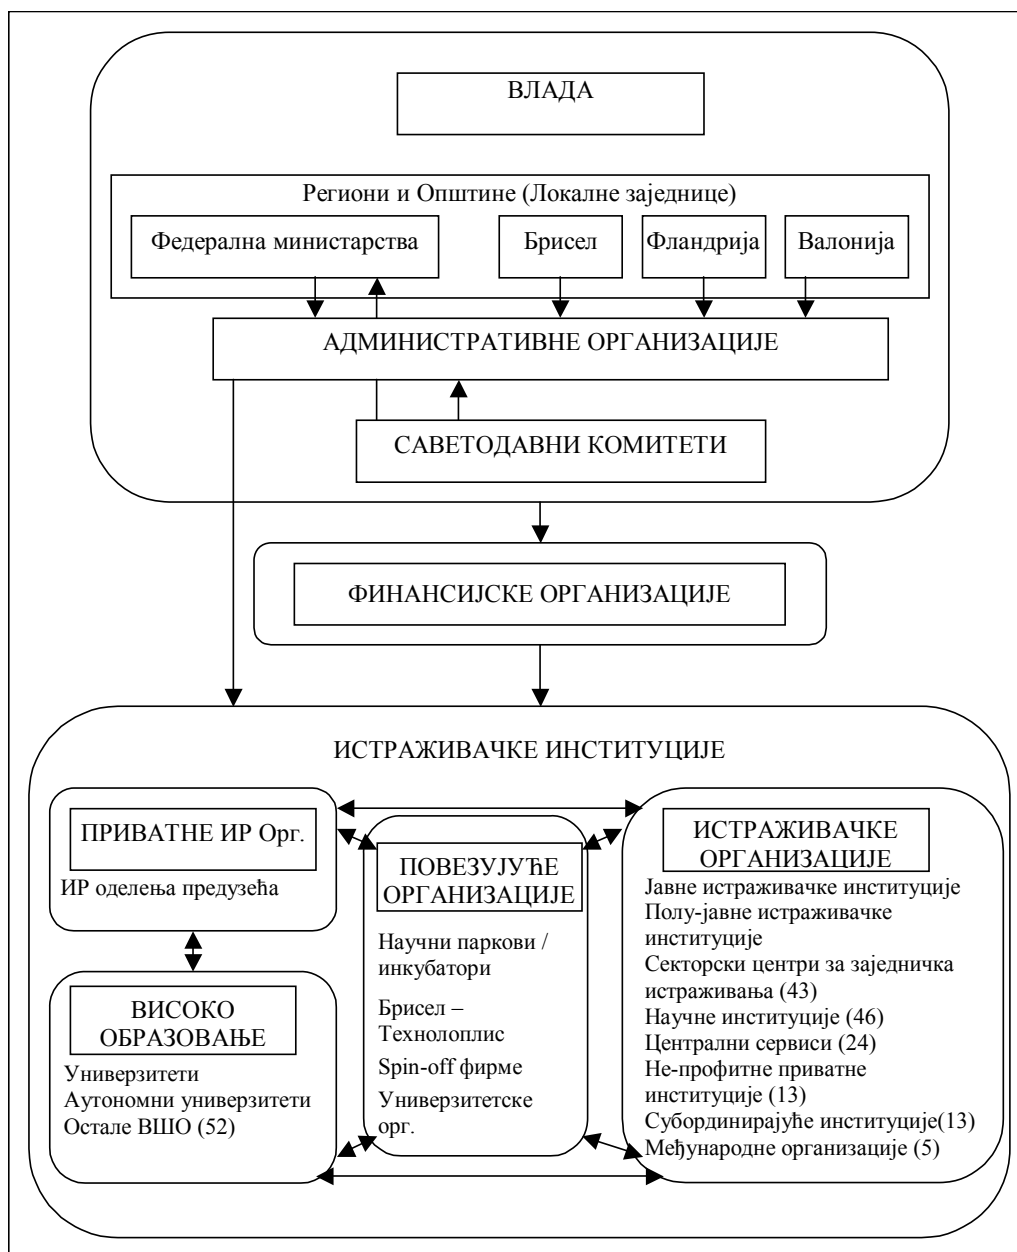 ВЛАДА
Региони и Општине (Локалне заједнице)
Федерална министарства
Брисел
Фландрија
Валонија
АДМИНИСТРАТИВНЕ ОРГАНИЗАЦИЈЕ
САВЕТОДАВНИ КОМИТЕТИ
ФИНАНСИЈСКЕ ОРГАНИЗАЦИЈЕ
ИСТРАЖИВАЧКЕ ИНСТИТУЦИЈЕ
ПРИВАТНЕ ИР Орг.
ИР оделења предузећа
ВИСОКО
ОБРАЗОВАЊЕ
Универзитети
Аутономни универзитети
Остале ВШО (52)
ПОВЕЗУЈУЋЕ
ОРГАНИЗАЦИЈЕ
Научни паркови /
инкубатори
Брисел –
Технолоплис
Spin-off фирме
Универзитетске
орг.
ИСТРАЖИВАЧКЕ
ОРГАНИЗАЦИЈЕ
Јавне истраживачке институције
Полу-јавне истраживачке
институције
Секторски центри за заједничка
истраживања (43)
Научне институције (46)
Централни сервиси (24)
Не-профитне приватне
институције (13)
Субординирајуће институције(13)
Међународне организације (5)